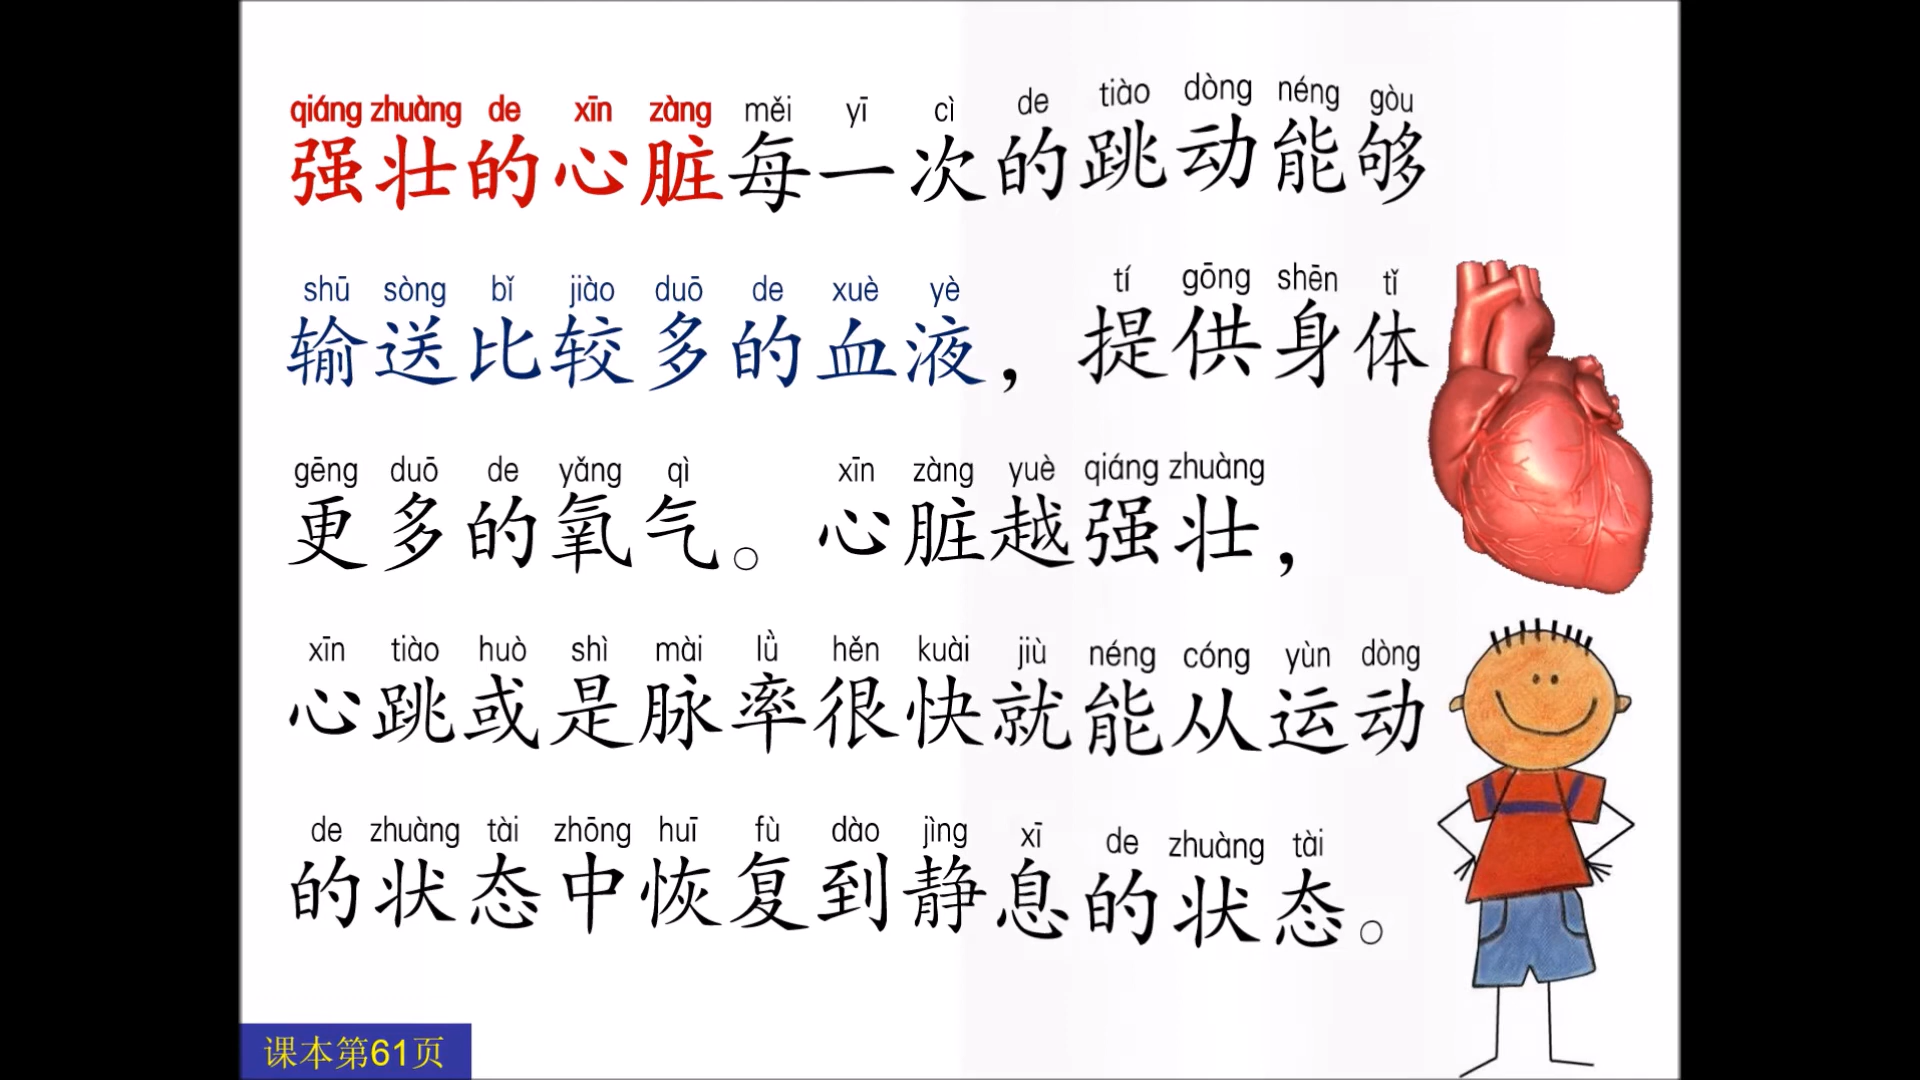 qiáng zhuàng de xīn zàng měi yī cì de tiào dòng néng gòu
强壮的心脏每一次的跳动能够
shū sòng bǐ jiào duō de xuè yè tí gōng shēn tǐ
输送比较多的血液，提供身体
gēng duō de yǎng qì xīn zàng yuè qiáng zhuàng
更多的氧气。心脏越强壮，
xīn tiào huò shì mài lǜ hěn kuài jiù néng cóng yùn dòng
心跳或是脉率很快就能从运动
de zhuàng tài zhōng huī fù dào jìng xī de zhuàng tài
的状态中恢复到静息的状态。
课本第61页